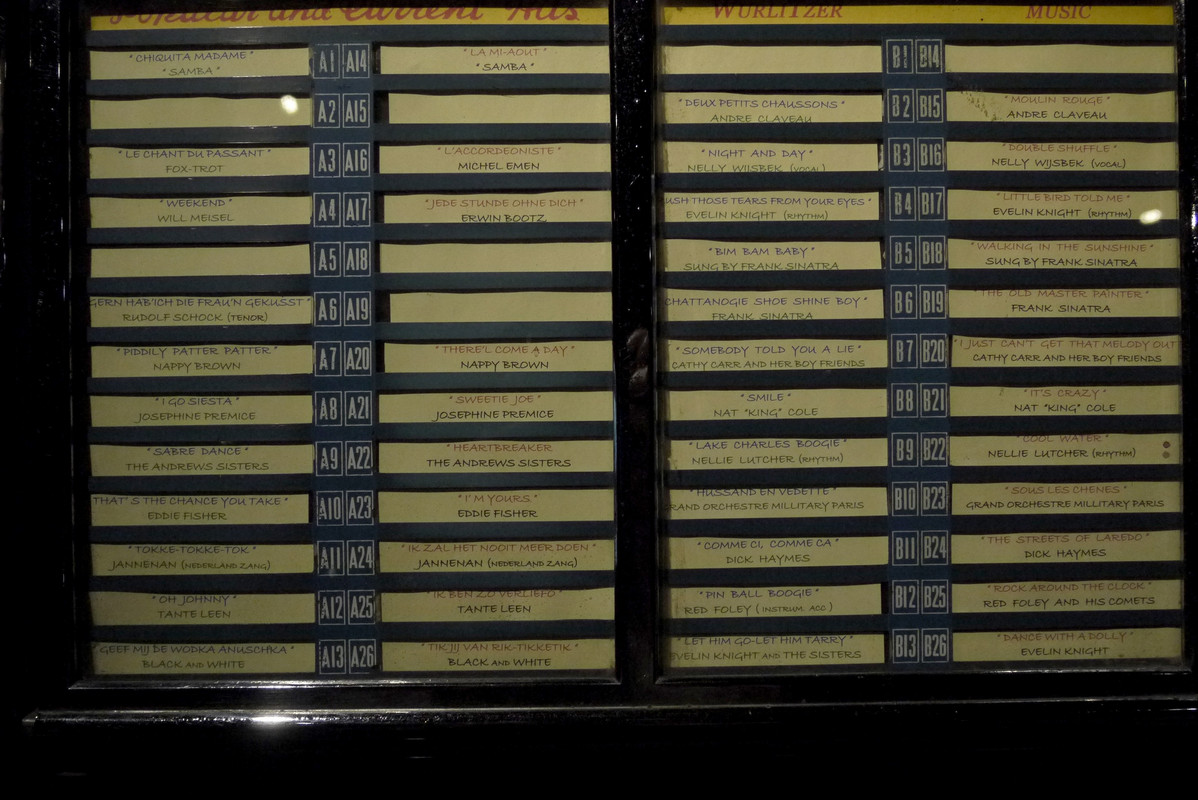 Popular and Current Hits
WURLITZER MUSIC
"CHIQUITA MADAME"
"SAMBA"
A1 A14
"LA MI-AOUT"
"SAMBA"
A2 A15
"LE CHANT DU PASSANT"
FOX-TROT
A3 A16
"L'ACCORDEONISTE"
MICHEL EMEN
"WEEKEND"
WILL MEISEL
A4 A17
"JEDE STUNDE OHNE DICH"
ERWIN BOOTZ
A5 A18
GERN HAB'ICH DIE FRAU'N GEKUSST"
RUDOLF SCHOCK (TENOR)
A6 A19
"PIDDILY PATTER PATTER"
NAPPY BROWN
A7 A20
"THERE'L COME A DAY"
NAPPY BROWN
"I GO SIESTA"
JOSEPHINE PREMICE
A8 A21
"SWEETIE JOE"
JOSEPHINE PREMICE
"SABRE DANCE"
THE ANDREWS SISTERS
A9 A22
"HEARTBREAKER
THE ANDREWS SISTERS
THAT'S THE CHANCE YOU TAKE"
EDDIE FISHER
A10 A23
"I'M YOURS"
EDDIE FISHER
"TOKKE-TOKKE-TOK"
JANNENAN (NEDERLAND ZANG)
A11 A24
"IK ZAL HET NOOIT MEER DOEN"
JANNENAN (NEDERLAND ZANG)
"OH JOHNNY"
TANTE LEEN
A12 A25
"IK BEN ZO VERLIEFD"
TANTE LEEN
"GEEF MIJ DE WODKA ANUSCHKA"
BLACK AND WHITE
A13 A26
"TIK JIJ VAN RIK-TIKKETIK"
BLACK AND WHITE
B1 B14
"DEUX PETITS CHAUSSONS"
ANDRE CLAVEAU
B2 B15
"MOULIN ROUGE"
ANDRE CLAVEAU
"NIGHT AND DAY"
NELLY WIJSBEK (VOCAL)
B3 B16
"DOUBLE SHUFFLE"
NELLY WIJSBEK (VOCAL)
USH THOSE TEARS FROM YOUR EYES"
EVELIN KNIGHT (RHYTHM)
B4 B17
"LITTLE BIRD TOLD ME"
EVELIN KNIGHT (RHYTHM)
"BIM BAM BABY"
SUNG BY FRANK SINATRA
B5 B18
"WALKING IN THE SUNSHINE"
SUNG BY FRANK SINATRA
CHATTANOGIE SHOE SHINE BOY"
FRANK SINATRA
B6 B19
"THE OLD MASTER PAINTER"
FRANK SINATRA
"SOMEBODY TOLD YOU A LIE"
CATHY CARR AND HER BOY FRIENDS
B7 B20
"I JUST CAN'T GET THAT MELODY OUT
CATHY CARR AND HER BOY FRIENDS
"SMILE"
NAT "KING" COLE
B8 B21
"IT'S CRAZY"
NAT "KING" COLE
"LAKE CHARLES BOOGIE"
NELLIE LUTCHER (RHYTHM)
B9 B22
"COOL WATER"
NELLIE LUTCHER (RHYTHM)
"HUSSAND EN VEDETTE"
RAND ORCHESTRE MILLITARY PARIS
B10 B23
"SOUS LES CHENES"
GRAND ORCHESTRE MILLITARY PARIS
"COMME CI, COMME CA"
DICK HAYMES
B11 B24
"THE STREETS OF LAREDO"
DICK HAYMES
"PIN BALL BOOGIE"
RED FOLEY (INSTRUM. ACC)
B12 B25
"ROCK AROUND THE CLOCK"
RED FOLEY AND HIS COMETS
"LET HIM GO-LET HIM TARRY"
VELIN KNIGHT AND THE SISTERS
B13 B26
"DANCE WITH A DOLLY"
EVELIN KNIGHT